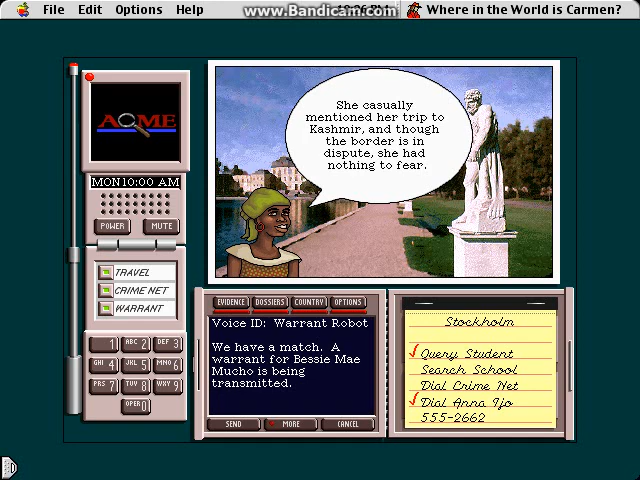 File Edit Options Help
www.Bandicam.com
Where in the World is Carmen?
ACME
MON10:00 AM
POWER
MUTE
TRAVEL
CRIME NET
WARRANT
1
ABC 2
DEF 3
GHI 4
JKL 5
MNO 6
PRS 7
TUV 8
WXY 9
OPER 0
She casually
mentioned her trip to
Kashmir, and though
the border is in
dispute, she had
nothing to fear.
EVIDENCE
DOSSIERS
COUNTRY
OPTIONS
Voice ID: Warrant Robot
We have a match. A
warrant for Bessie Mae
Mucho is being
transmitted.
SEND
MORE
CANCEL
Stockholm
Query Student
Search School
Dial Crime Net
Dial Anna Ijo
555-2662